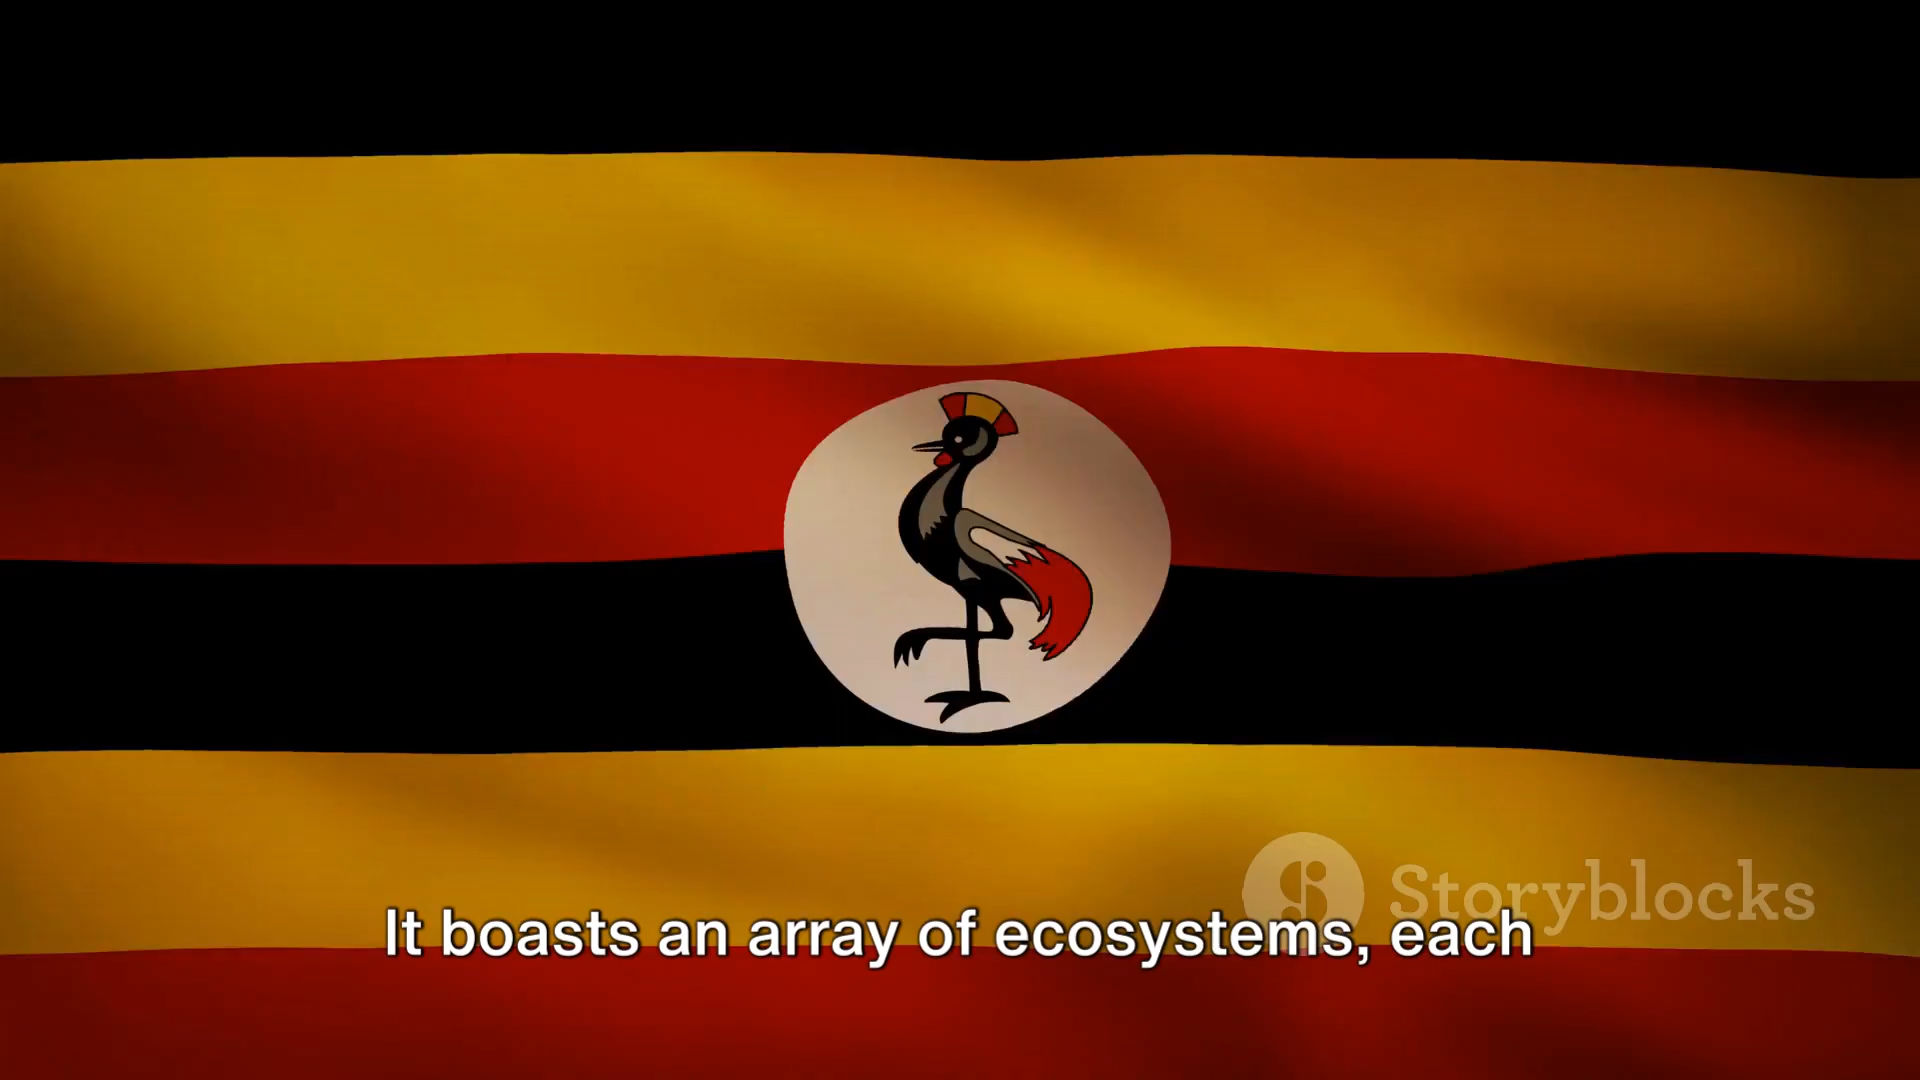 Storyblocks
It boasts an array of ecosystems, each